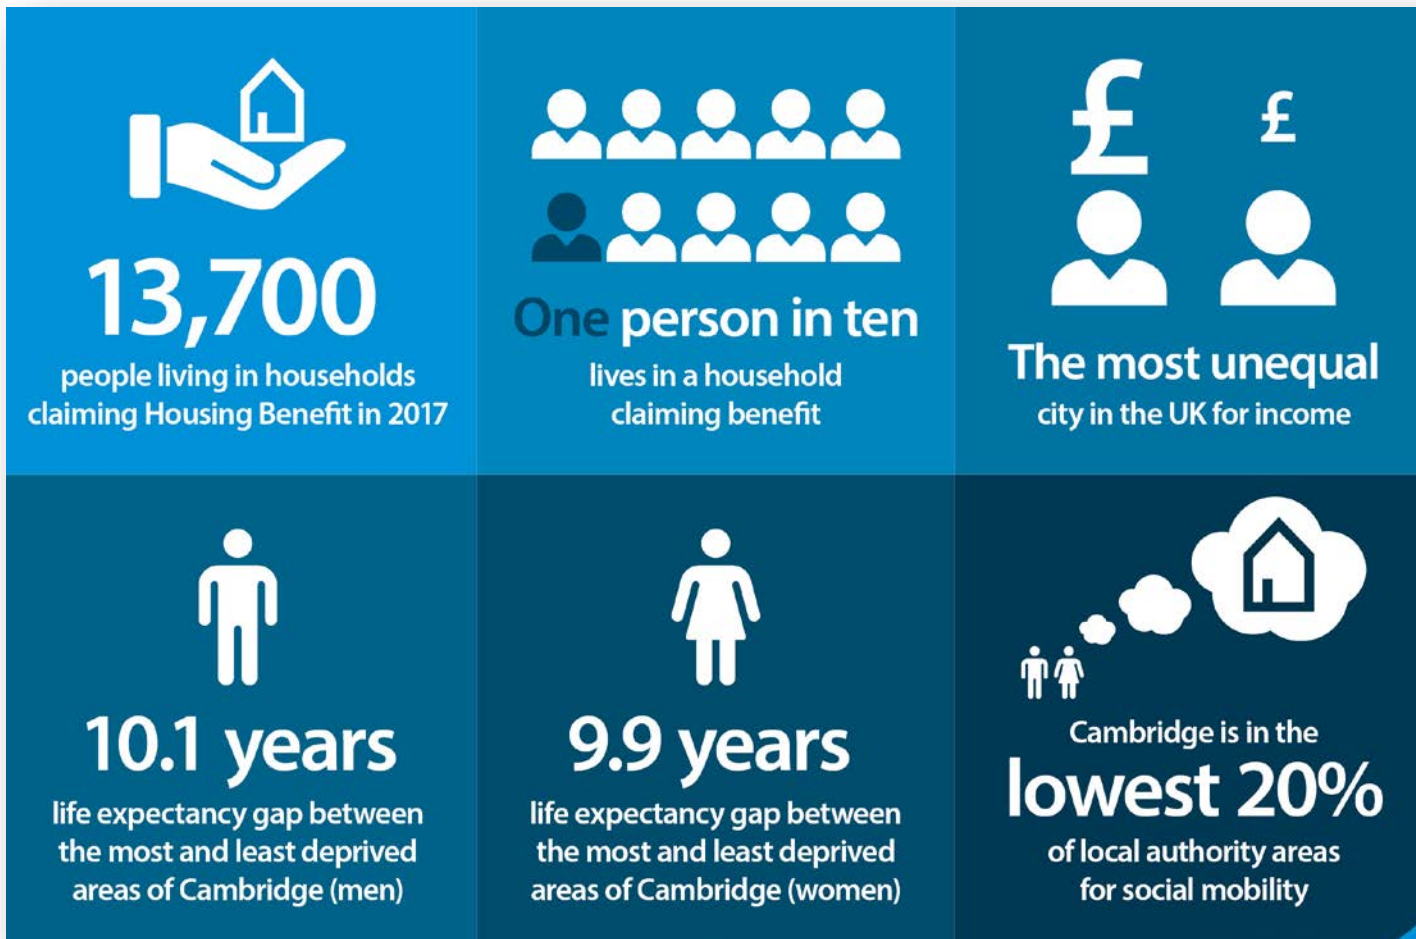 £
£
13,700
people living in households
claiming Housing Benefit in 2017
One person in ten
lives in a household
claiming benefit
The most unequal
city in the UK for income
10.1 years
life expectancy gap between
the most and least deprived
areas of Cambridge (men)
9.9 years
life expectancy gap between
the most and least deprived
areas of Cambridge (women)
Cambridge is in the
lowest 20%
of local authority areas
for social mobility